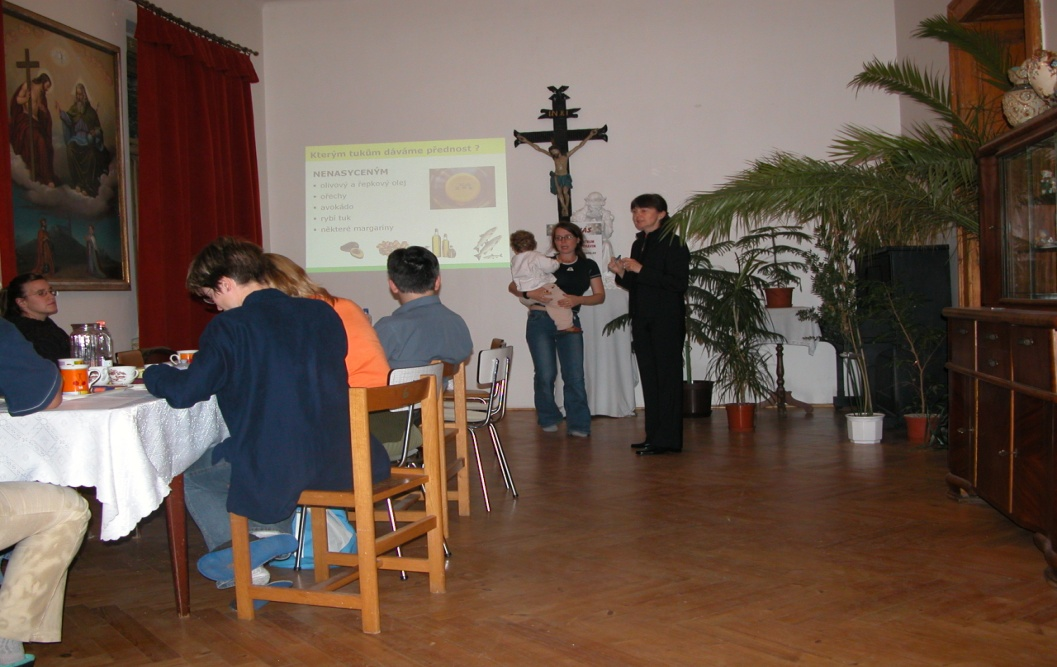 Kterým tukům dáváme přednost ?
NENASYCENÝM
• olivový a řepkový olej
• ořechy
• avokádo
• rybí tuk
• některé margaríny
INRI